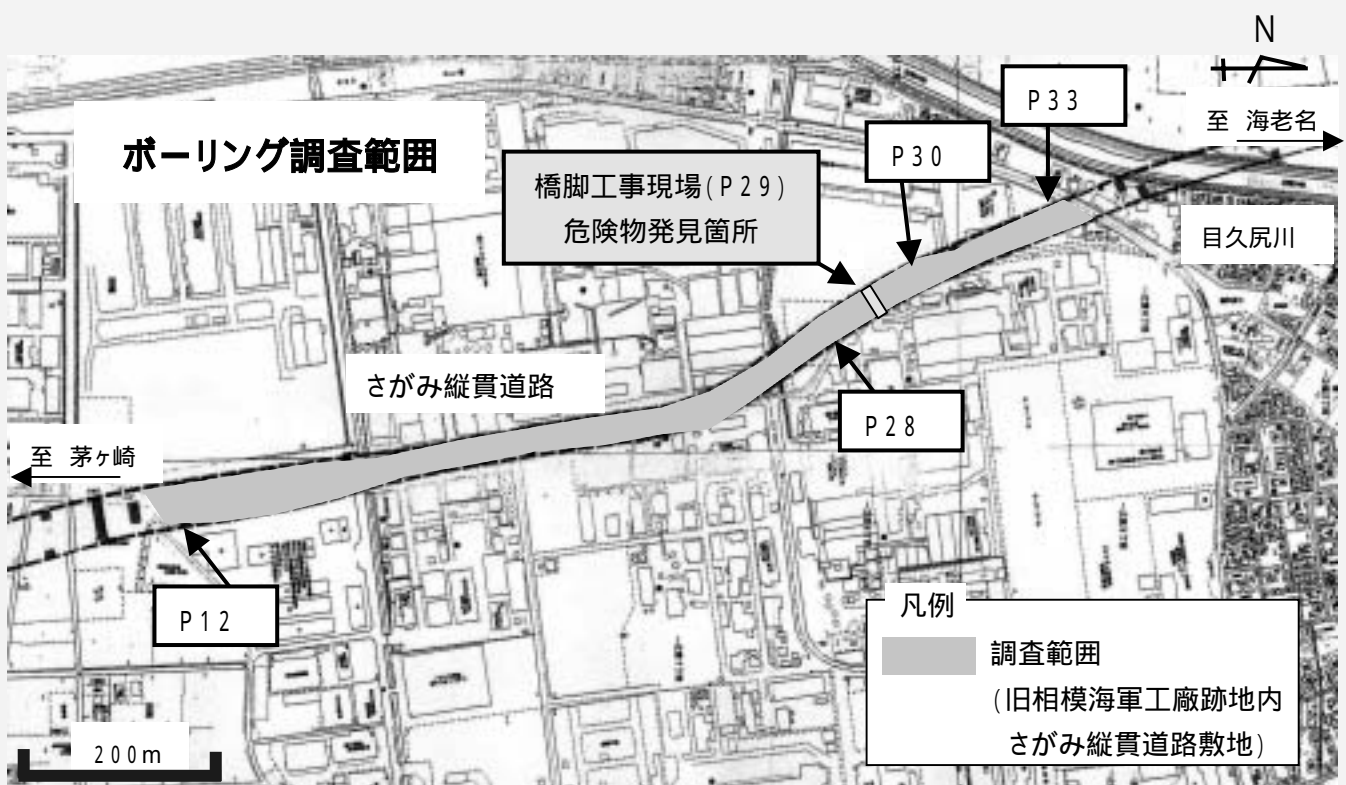 N
ボーリング調査範囲
P33
至 海老名
P30
橋脚工事現場(P29)
危険物発見箇所
目久尻川
さがみ縦貫道路
P28
至 茅ヶ崎
P12
凡例
調査範囲
(旧相模海軍工廠跡地内
さがみ縦貫道路敷地)
200m